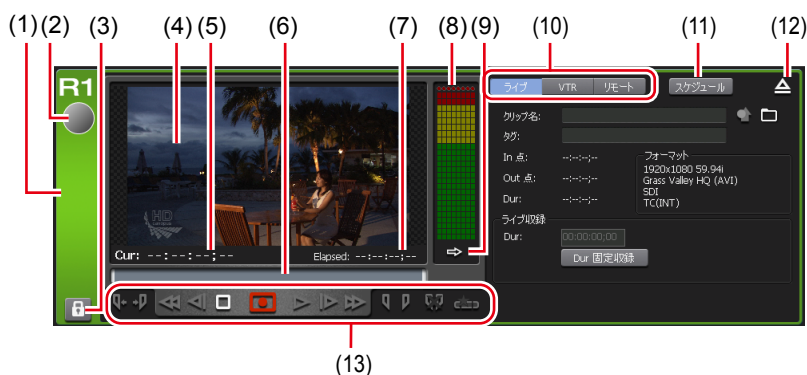 (1)
(2)
(3)
(4)
(5)
(6)
(7)
(8)
(9)
(10)
(11)
(12)
R1
ライブ
VTR
リモート
スケジュール
クリップ名:
タグ:
In 点:
--:--:--;--
Out 点:
--:--:--;--
Dur:
--:--:--;--
フォーマット
1920x1080 59.94i
Grass Valley HQ (AVI)
SDI
TC(INT)
ライブ収録
Dur:
00:00:00;00
Dur 固定収録
HD
Cur: --:--:--;--
Elapsed: --:--:--;--
(13)